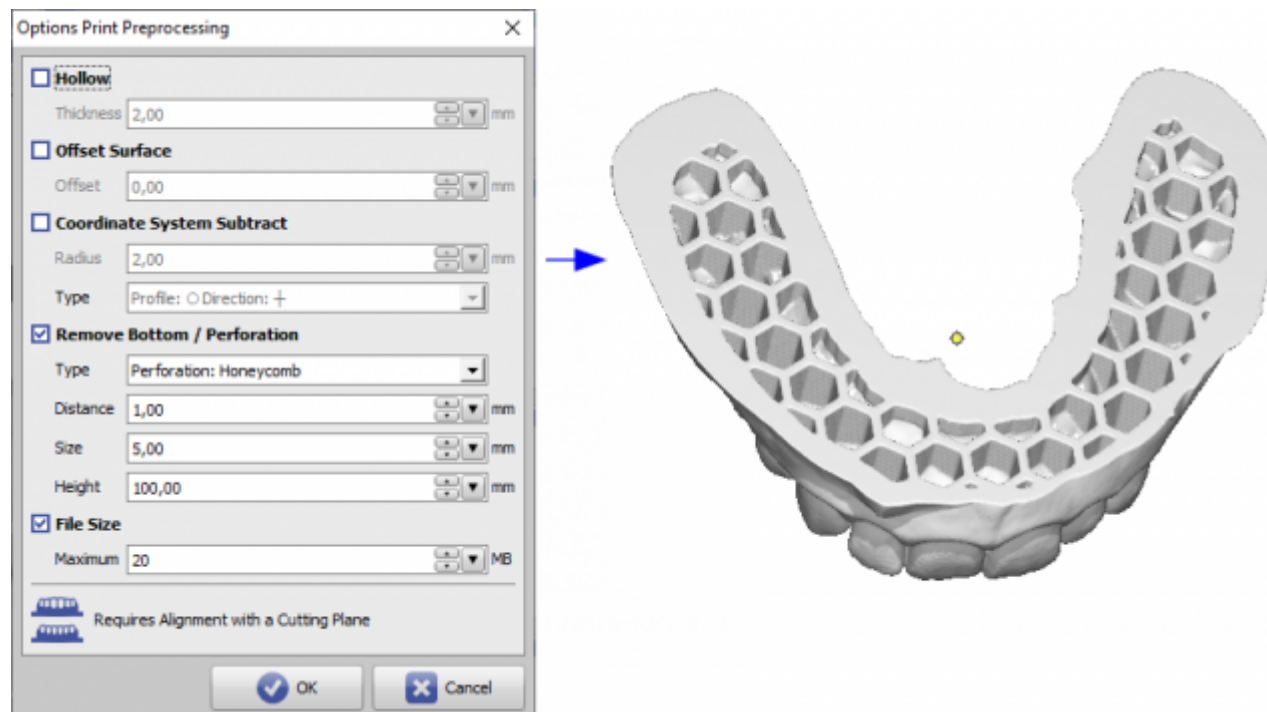 Options Print Preprocessing
Hollow
Thickness 2,00 mm
Offset Surface
Offset 0,00 mm
Coordinate System Subtract
Radius 2,00 mm
Type Profile: ○ Direction: ┼
Remove Bottom / Perforation
Type Perforation: Honeycomb
Distance 1,00 mm
Size 5,00 mm
Height 100,00 mm
File Size
Maximum 20 MB
Requires Alignment with a Cutting Plane
OK Cancel